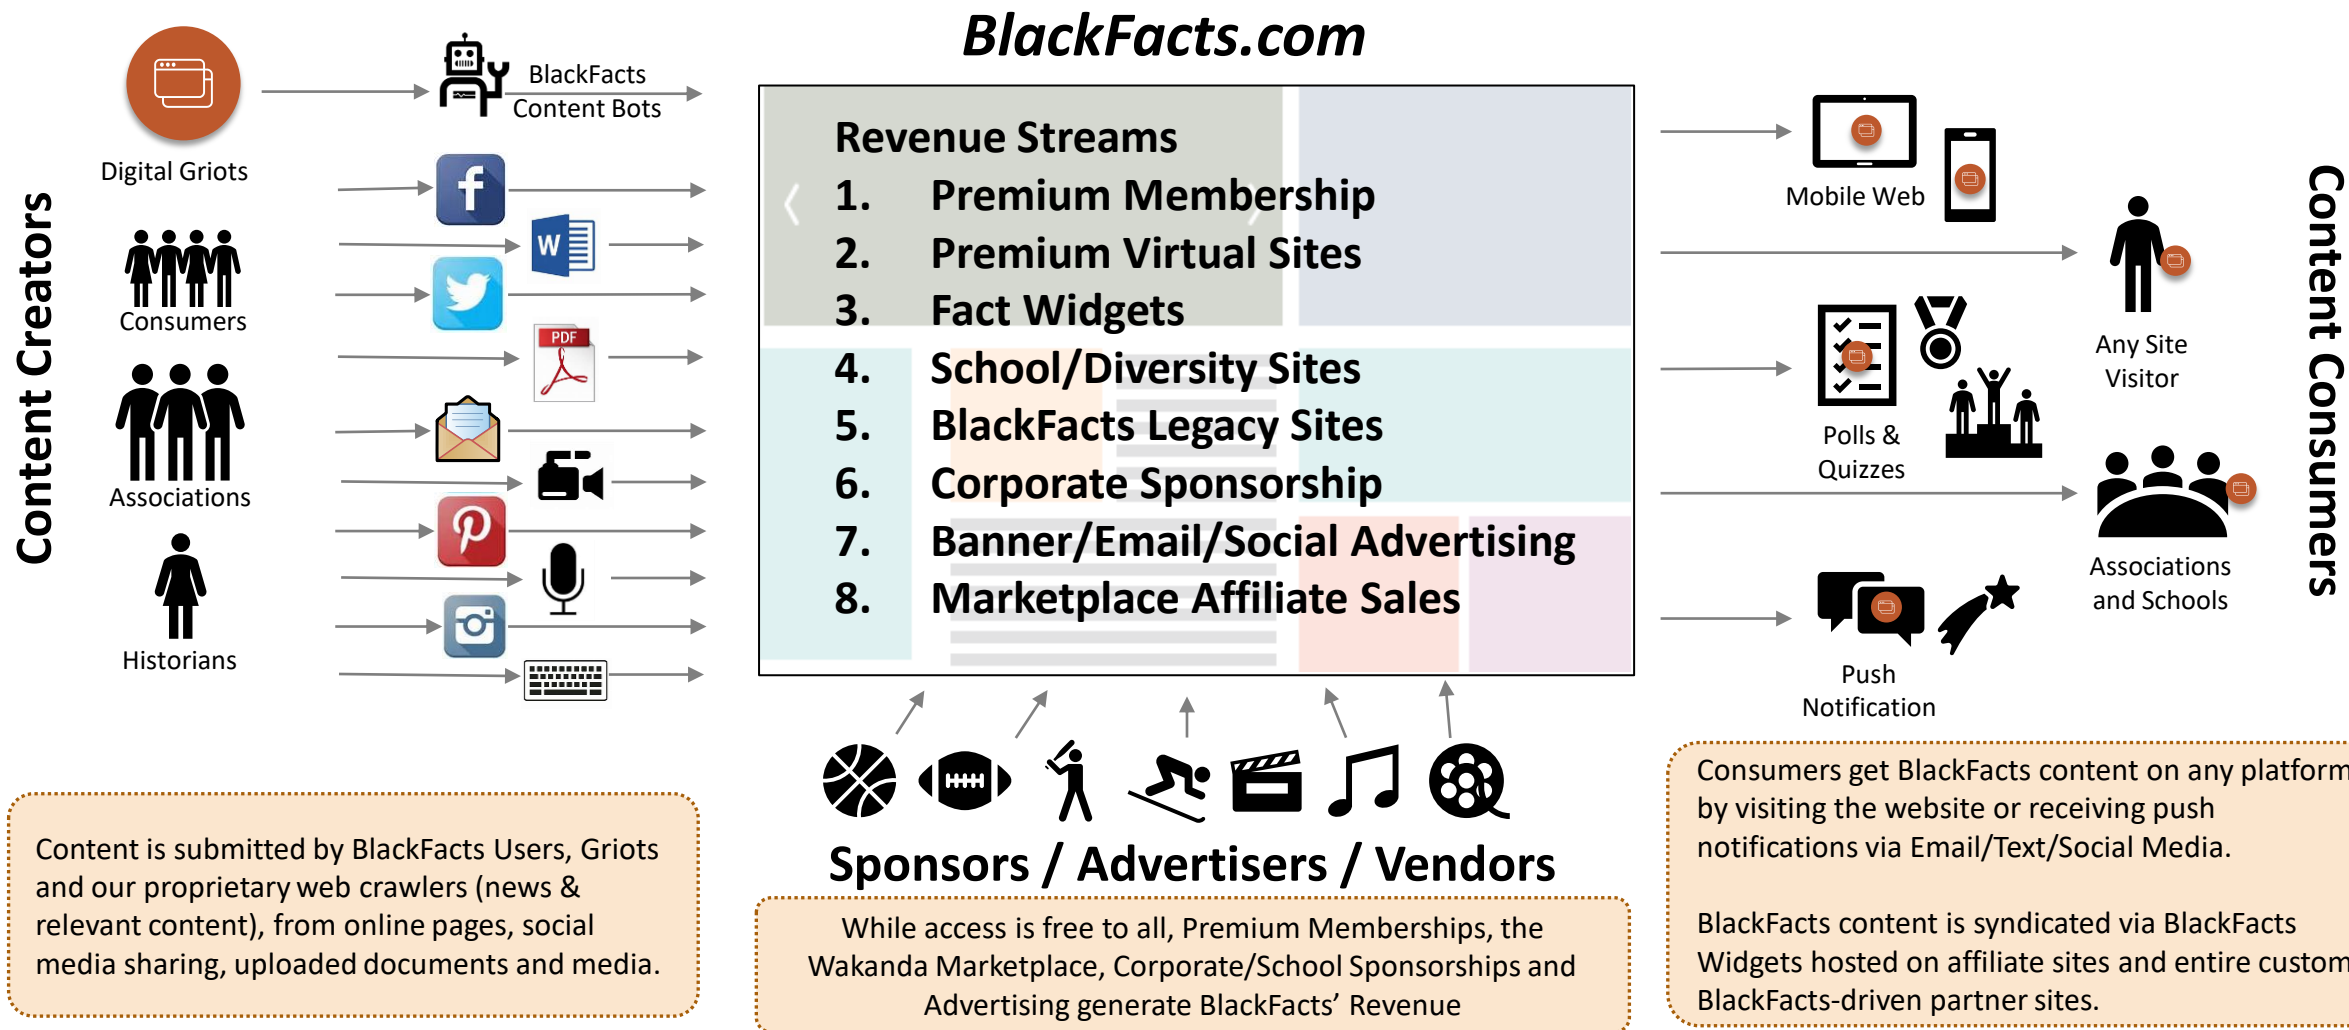 BlackFacts.com
Content Creators
Digital Griots
Consumers
Associations
Historians
BlackFacts
Content Bots
f
W
PDF
Revenue Streams
1. Premium Membership
2. Premium Virtual Sites
3. Fact Widgets
4. School/Diversity Sites
5. BlackFacts Legacy Sites
6. Corporate Sponsorship
7. Banner/Email/Social Advertising
8. Marketplace Affiliate Sales
Mobile Web
Any Site
Visitor
Polls &
Quizzes
Associations
and Schools
Push
Notification
Content Consumers
Content is submitted by BlackFacts Users, Griots
and our proprietary web crawlers (news &
relevant content), from online pages, social
media sharing, uploaded documents and media.
Sponsors / Advertisers / Vendors
While access is free to all, Premium Memberships, the
Wakanda Marketplace, Corporate/School Sponsorships and
Advertising generate BlackFacts’ Revenue
Consumers get BlackFacts content on any platform
by visiting the website or receiving push
notifications via Email/Text/Social Media.
BlackFacts content is syndicated via BlackFacts
Widgets hosted on affiliate sites and entire custom
BlackFacts-driven partner sites.